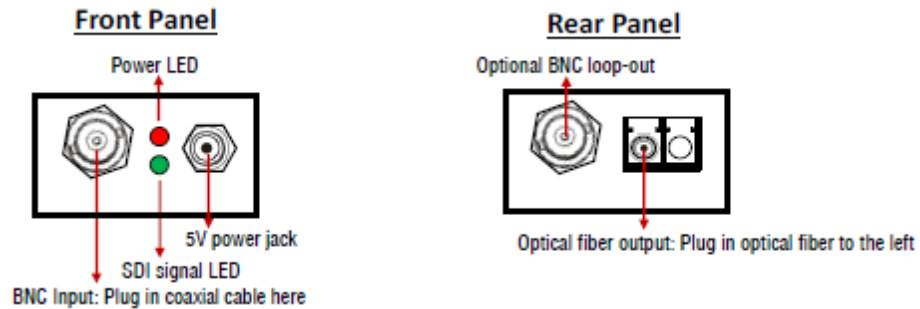 Front Panel
Power LED
5V power jack
SDI signal LED
BNC Input: Plug in coaxial cable here
Rear Panel
Optional BNC loop-out
Optical fiber output: Plug in optical fiber to the left